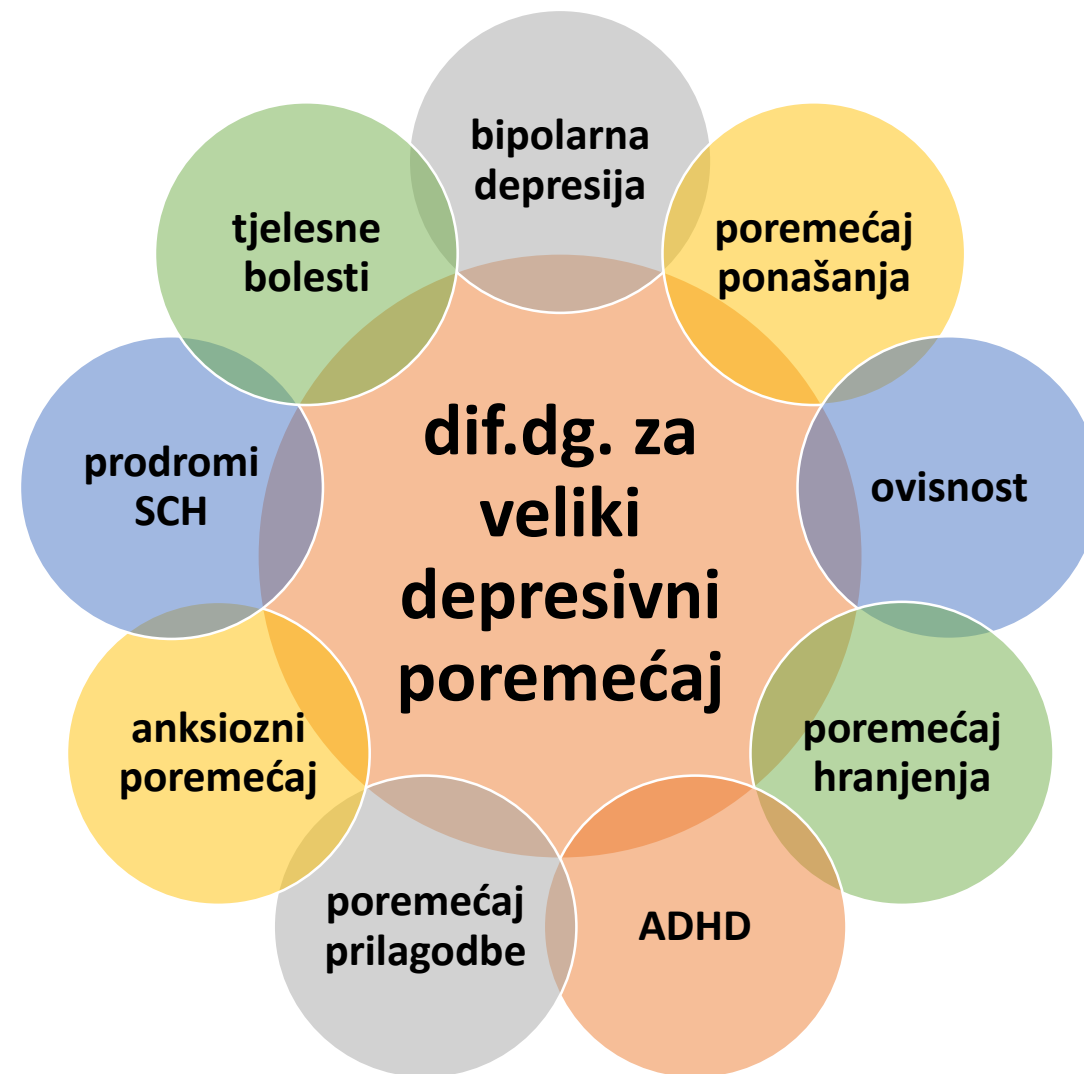 bipolarna
depresija
poremećaj
ponašanja
ovisnost
poremećaj
hranjenja
ADHD
poremećaj
prilagodbe
anksiozni
poremećaj
prodromi
SCH
tjelesne
bolesti
dif.dg. za
veliki
depresivni
poremećaj